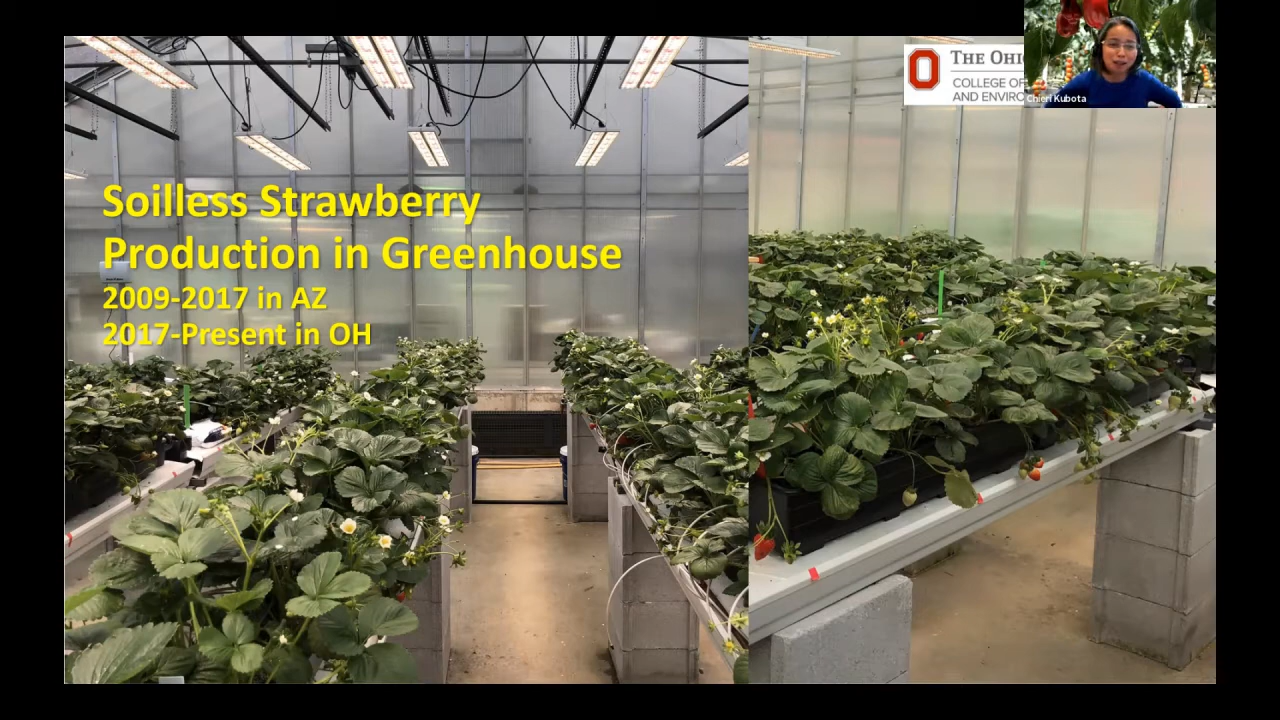 Soilless Strawberry
Production in Greenhouse
2009-2017 in AZ
2017-Present in OH
THE OHI
COLLEGE OF
AND ENVIRO
Chieri Kubota